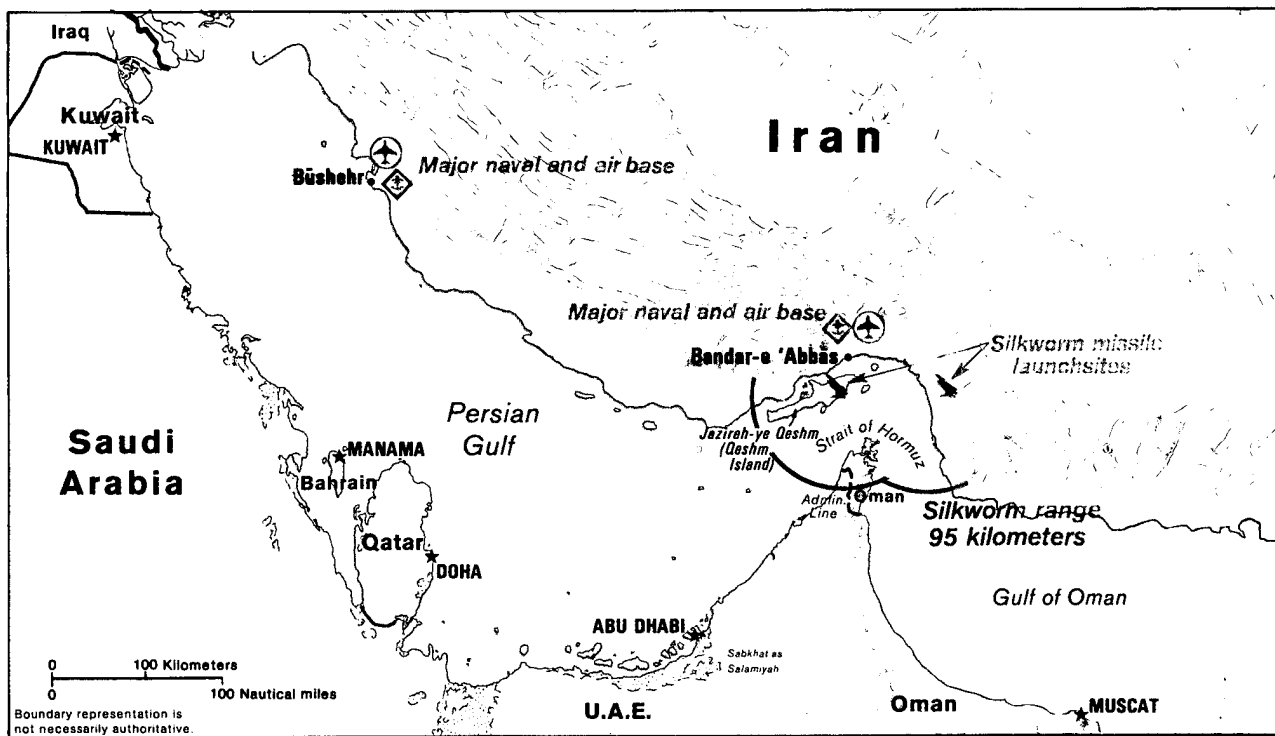 Iraq
Kuwait
KUWAIT
Iran
Büshehr
Major naval and air base
Major naval and air base
Bandar-e 'Abbās
Silkworm missile
launchsites
Persian
Gulf
Jazireh-ye Qeshm
(Qeshm
Island)
Strait of Hormuz
Saudi
Arabia
MANAMA
Bahrain
Qatar
DOHA
Admin.
Line
Oman
Silkworm range
95 kilometers
Gulf of Oman
ABU DHABI
Sabkhat as
Salamiyah
0 100 Kilometers
0 100 Nautical miles
U.A.E.
Oman
MUSCAT
Boundary representation is
not necessarily authoritative.